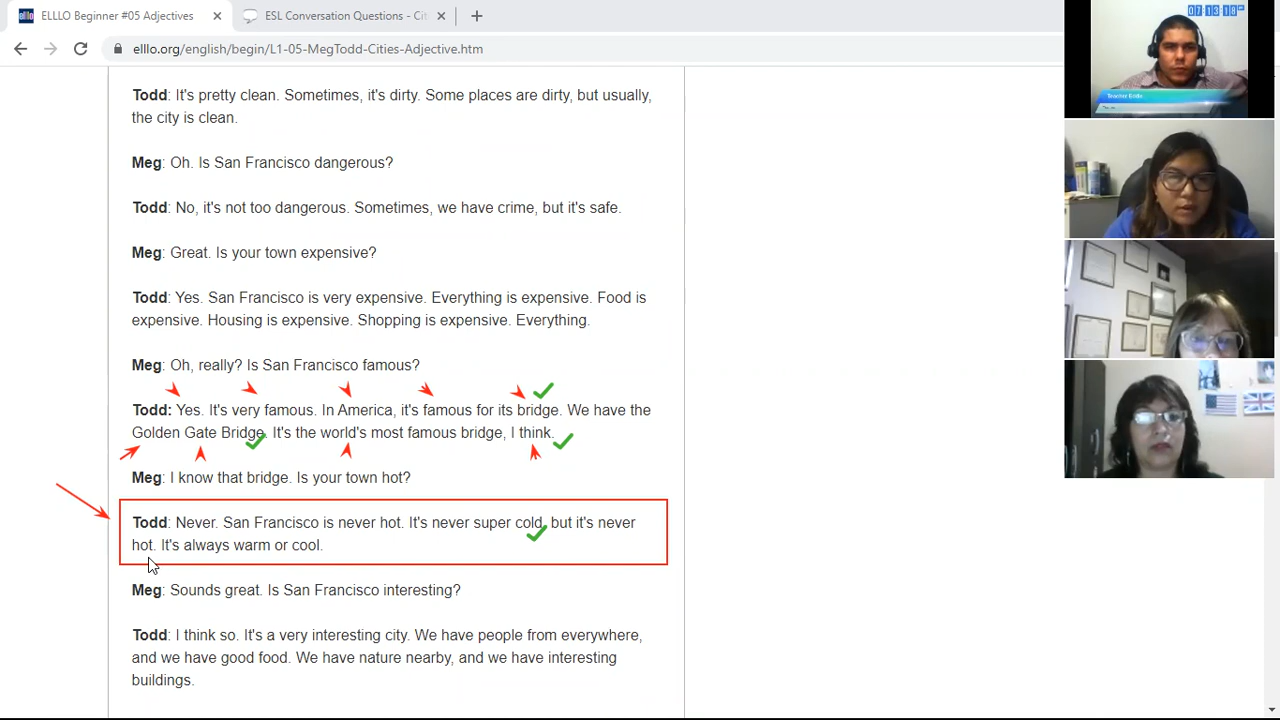 ELLLO Beginner #05 Adjectives
ESL Conversation Questions - Cit
elllo.org/english/begin/L1-05-MegTodd-Cities-Adjective.htm
Todd: It's pretty clean. Sometimes, it's dirty. Some places are dirty, but usually,
the city is clean.
Meg: Oh. Is San Francisco dangerous?
Todd: No, it's not too dangerous. Sometimes, we have crime, but it's safe.
Meg: Great. Is your town expensive?
Todd: Yes. San Francisco is very expensive. Everything is expensive. Food is
expensive. Housing is expensive. Shopping is expensive. Everything.
Meg: Oh, really? Is San Francisco famous?
Todd: Yes. It's very famous. In America, it's famous for its bridge. We have the
Golden Gate Bridge. It's the world's most famous bridge, I think.
Meg: I know that bridge. Is your town hot?
Todd: Never. San Francisco is never hot. It's never super cold, but it's never
hot. It's always warm or cool.
Meg: Sounds great. Is San Francisco interesting?
Todd: I think so. It's a very interesting city. We have people from everywhere,
and we have good food. We have nature nearby, and we have interesting
buildings.
07:13:18
Teacher